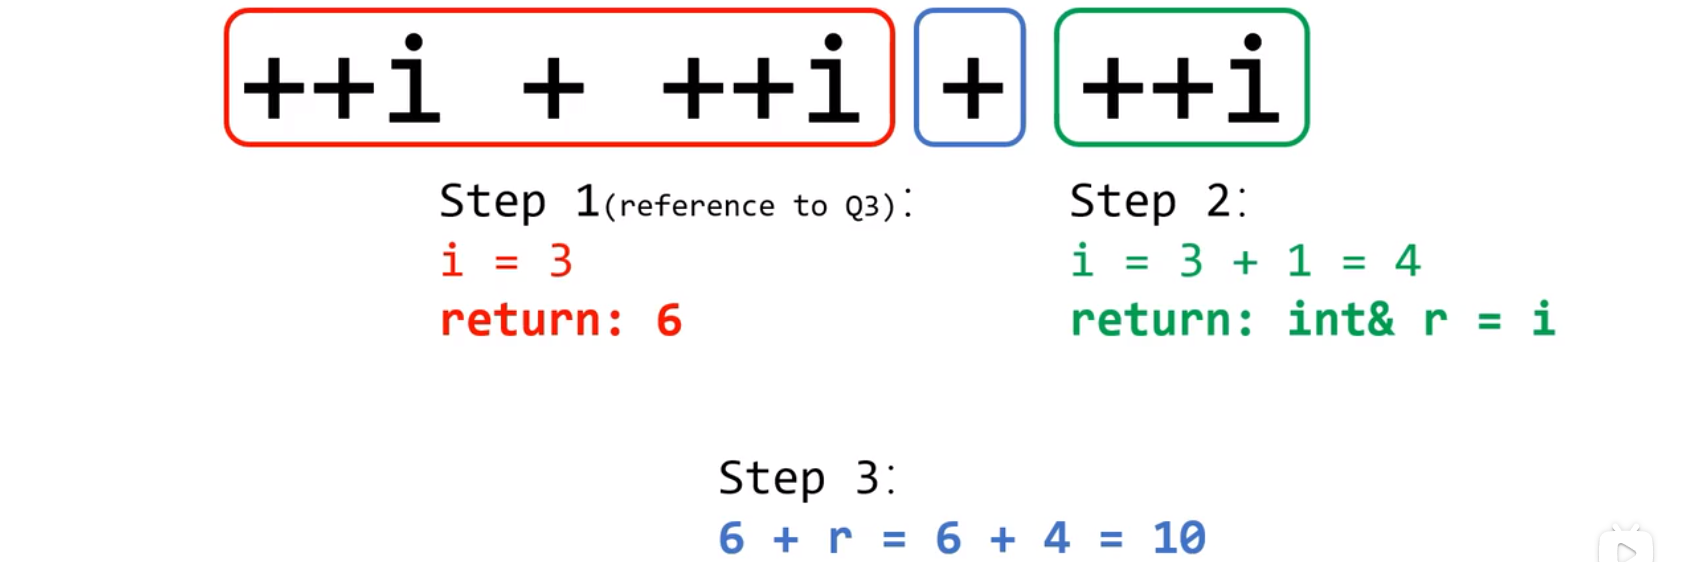 ++i + ++i + ++i
Step 1(reference to Q3):
i = 3
return: 6
Step 2:
i = 3 + 1 = 4
return: int& r = i
Step 3:
6 + r = 6 + 4 = 10